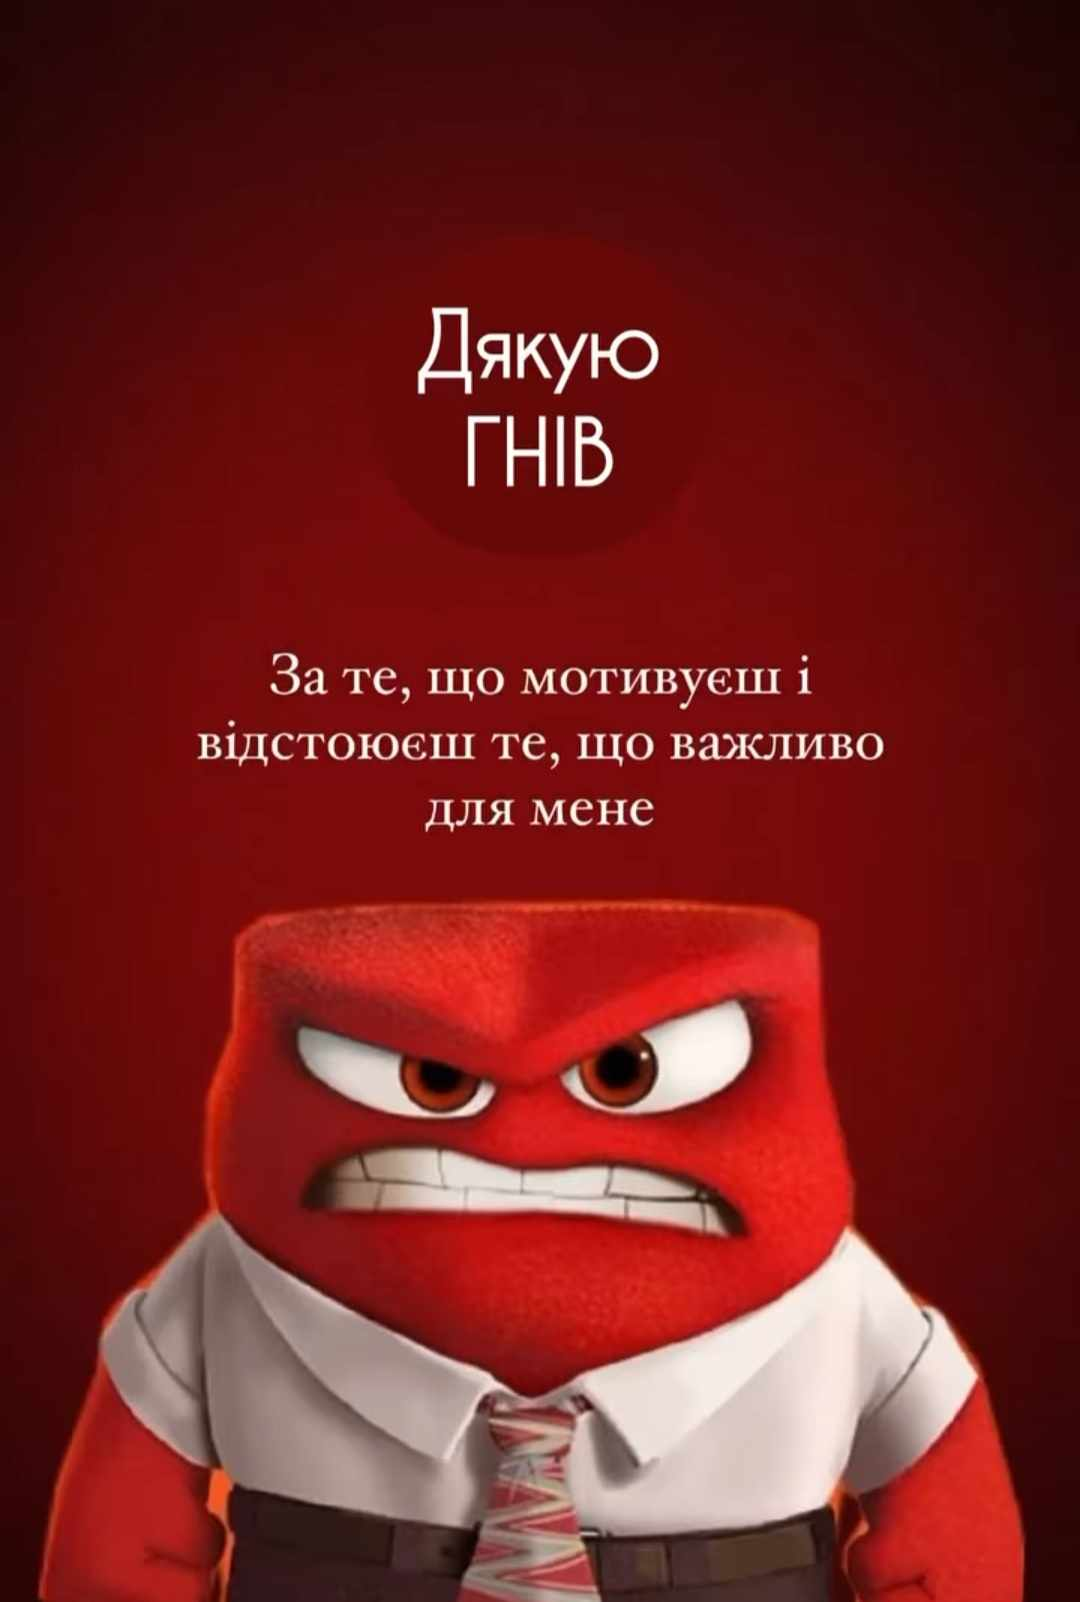 Дякую
ГНІВ
За те, що мотивуєш і
відстоюєш те, що важливо
для мене